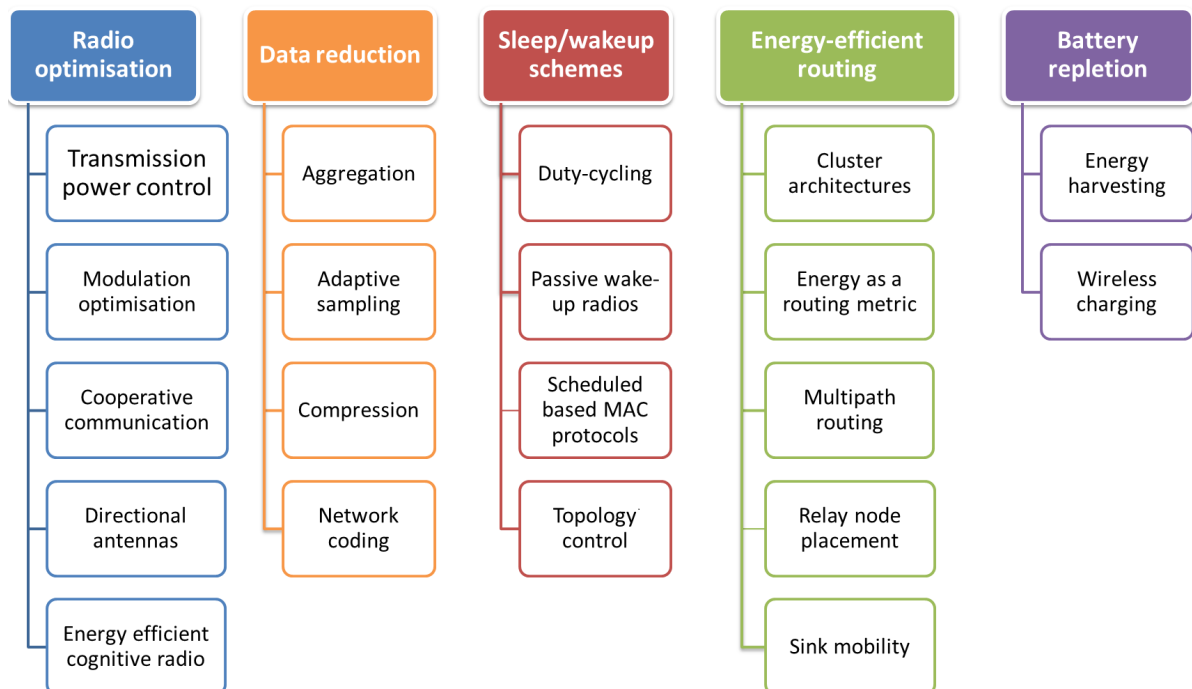 Radio
optimisation
Transmission
power control
Modulation
optimisation
Cooperative
communication
Directional
antennas
Energy efficient
cognitive radio
Data reduction
Aggregation
Adaptive
sampling
Compression
Network
coding
Sleep/wakeup
schemes
Duty-cycling
Passive wake-
up radios
Scheduled
based MAC
protocols
Topology
control
Energy-efficient
routing
Cluster
architectures
Energy as a
routing metric
Multipath
routing
Relay node
placement
Sink mobility
Battery
repletion
Energy
harvesting
Wireless
charging